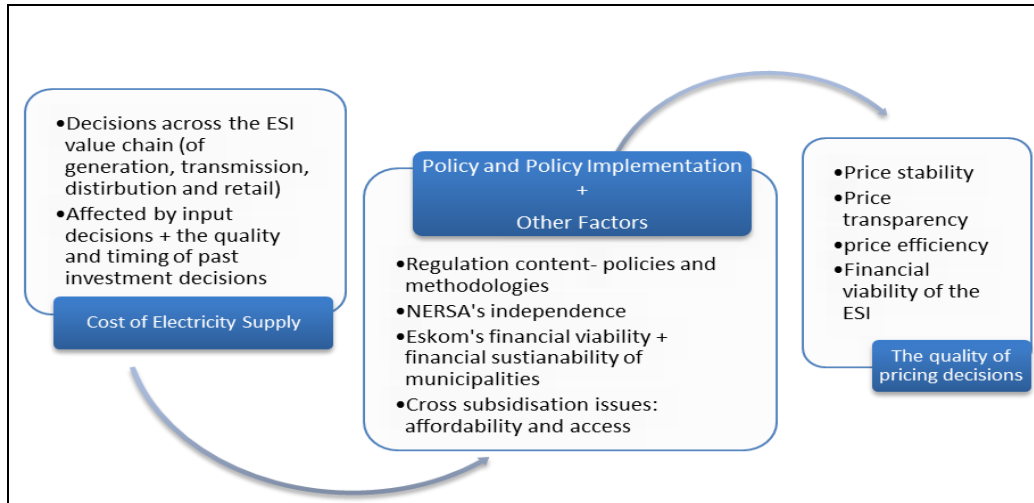 •Decisions across the ESI
value chain (of
generation, transmission,
distirbution and retail)
•Affected by input
decisions + the quality
and timing of past
investment decisions
Cost of Electricity Supply
Policy and Policy Implementation
+
Other Factors
•Regulation content- policies and
methodologies
•NERSA's independence
•Eskom's financial viability +
financial sustianability of
municipalities
•Cross subsidisation issues:
affordability and access
•Price stability
•Price
transparency
•price efficiency
•Financial
viability of the
ESI
The quality of
pricing decisions